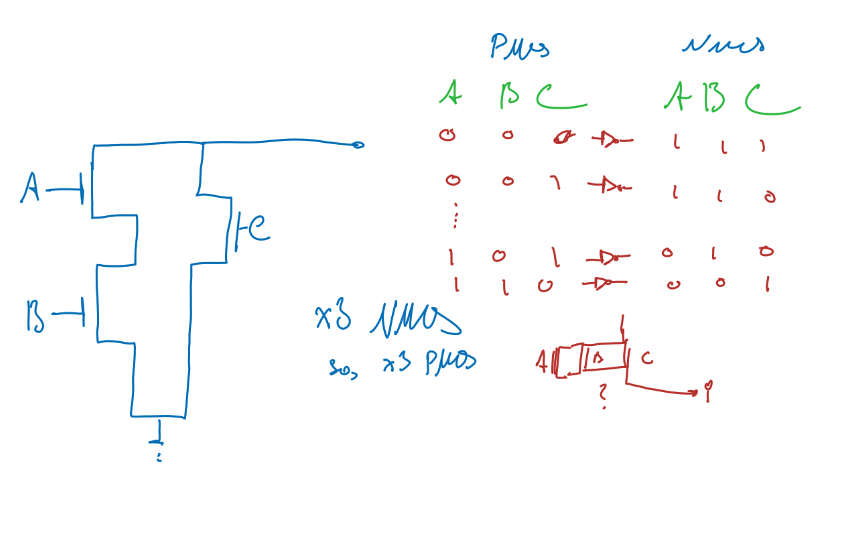 PMOS NMOS
A B C A B C
0 0 0 1 1 1
0 0 1 1 1 0
⋮
1 0 1 0 1 0
1 1 0 0 0 1
A
C
B
x3 NMOS
so, x3 PMOS
A B C
?